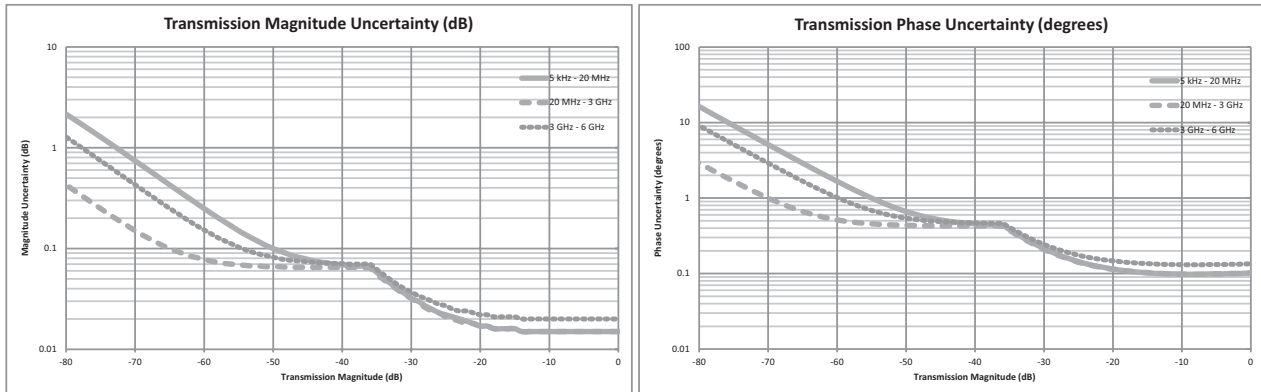 Transmission Magnitude Uncertainty (dB)
10
1
0.1
0.01
Magnitude Uncertainty (dB)
5 kHz - 20 MHz
20 MHz - 3 GHz
3 GHz - 6 GHz
-80 -70 -60 -50 -40 -30 -20 -10 0
Transmission Magnitude (dB)
Transmission Phase Uncertainty (degrees)
100
10
1
0.1
0.01
Phase Uncertainty (degrees)
5 kHz - 20 MHz
20 MHz - 3 GHz
3 GHz - 6 GHz
-80 -70 -60 -50 -40 -30 -20 -10 0
Transmission Magnitude (dB)